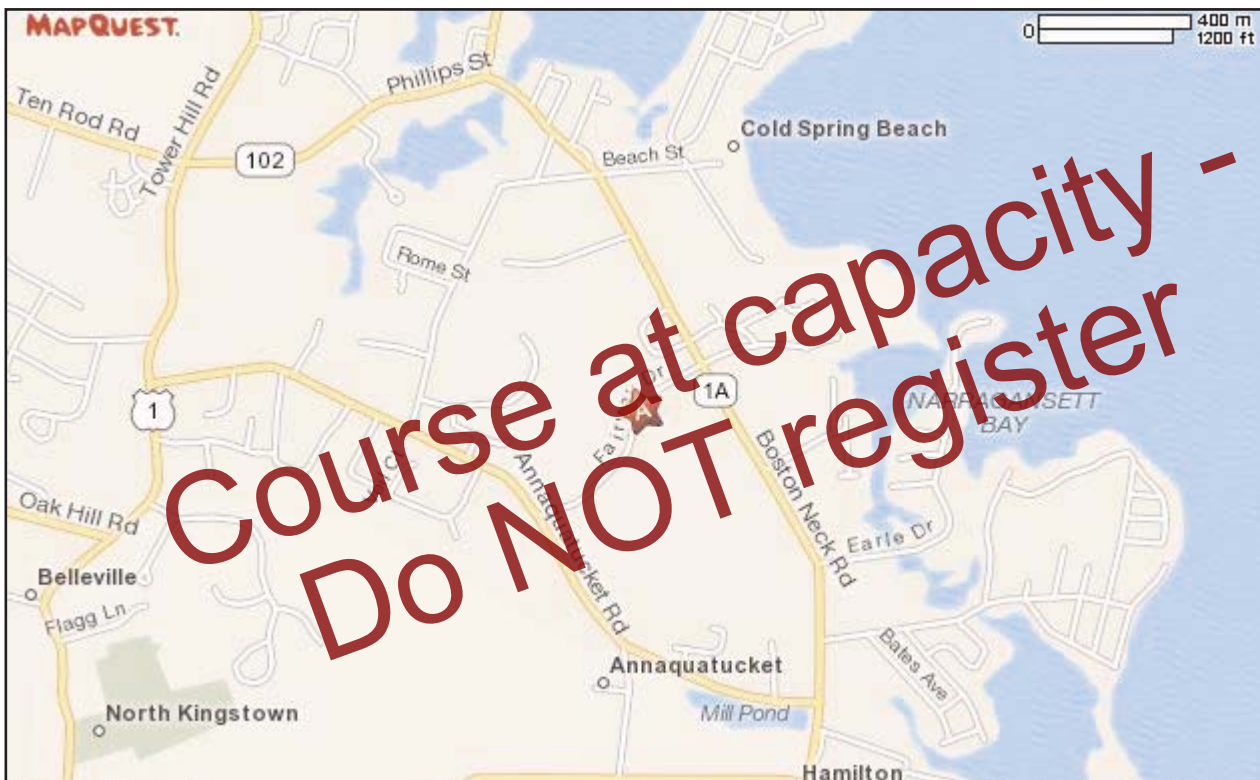 MAPQUEST.
0
400 m
1200 ft
Phillips St
Ten Rod Rd
Tower Hill Rd
102
Cold Spring Beach
Beach St
Rome St
Course at capacity -
Do NOT register
1
1A
NARRAGANSETT
BAY
Annaquatucket Rd
Boston Neck Rd
Oak Hill Rd
Earle Dr
Belleville
Flagg Ln
Annaquatucket
Bates Ave
North Kingstown
Mill Pond
Hamilton